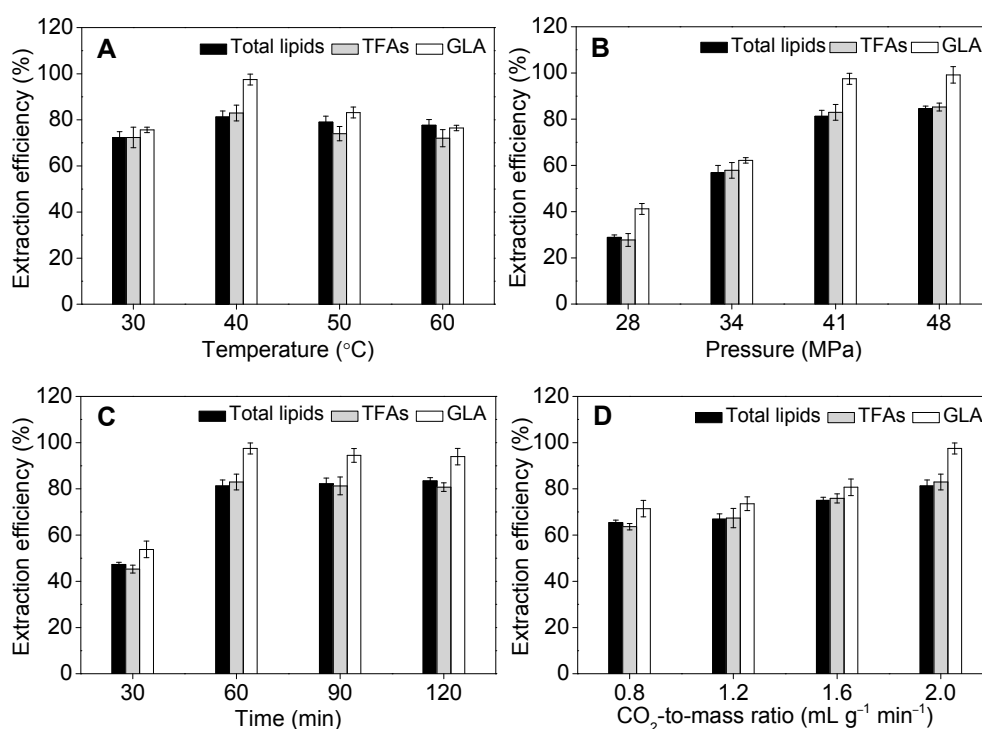 A
Total lipids TFAs GLA
Extraction efficiency (%)
120
100
80
60
40
20
0
30 40 50 60
Temperature (°C)
B
Total lipids TFAs GLA
Extraction efficiency (%)
120
100
80
60
40
20
0
28 34 41 48
Pressure (MPa)
C
Total lipids TFAs GLA
Extraction efficiency (%)
120
100
80
60
40
20
0
30 60 90 120
Time (min)
D
Total lipids TFAs GLA
Extraction efficiency (%)
120
100
80
60
40
20
0
0.8 1.2 1.6 2.0
CO₂-to-mass ratio (mL g⁻¹ min⁻¹)